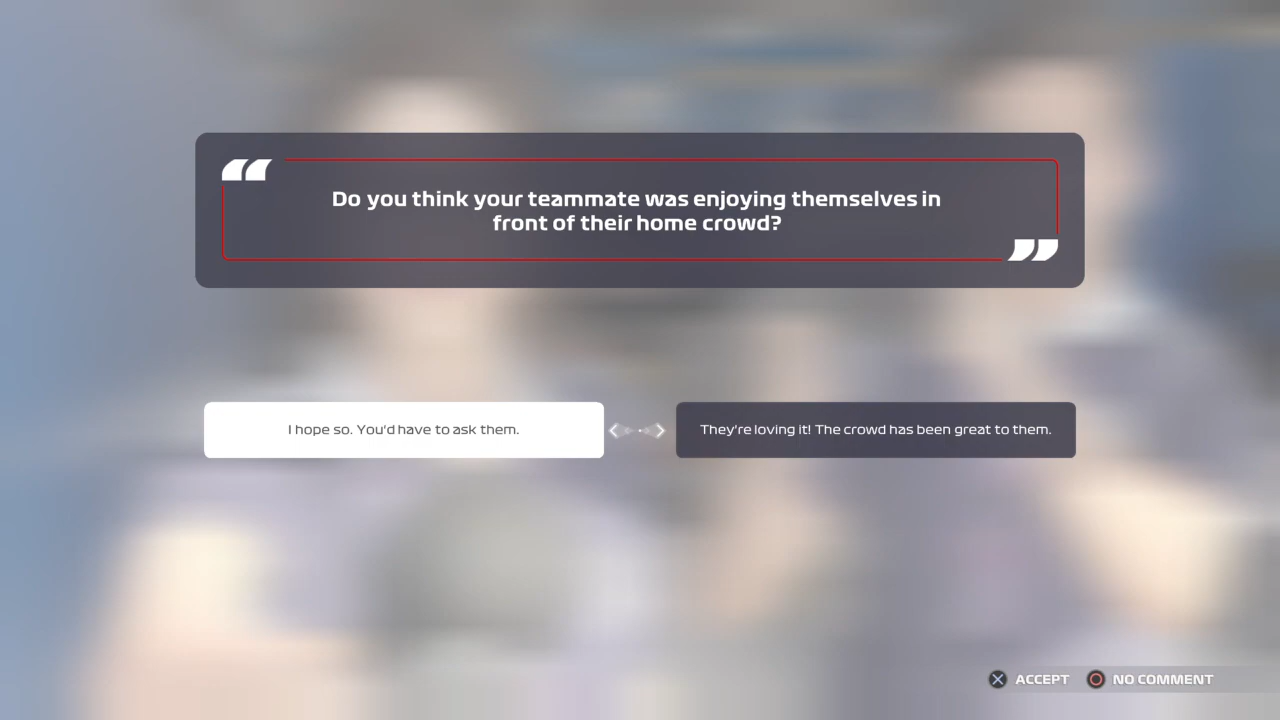 Do you think your teammate was enjoying themselves in
front of their home crowd?
I hope so. You'd have to ask them.
They're loving it! The crowd has been great to them.
ACCEPT
NO COMMENT